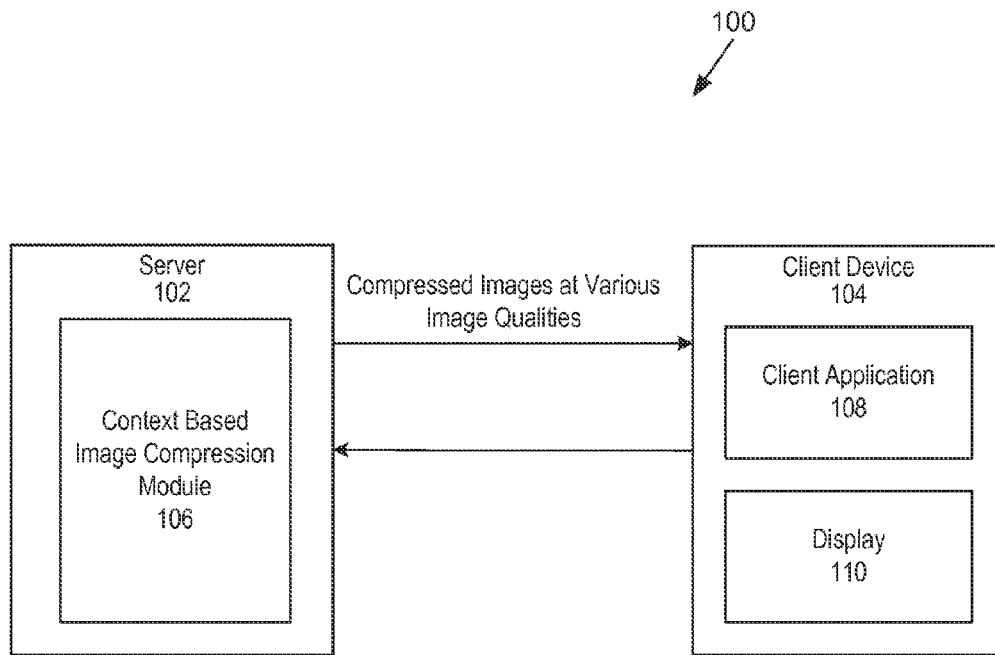 100
Server
102
Context Based
Image Compression
Module
106
Compressed Images at Various
Image Qualities
Client Device
104
Client Application
108
Display
110